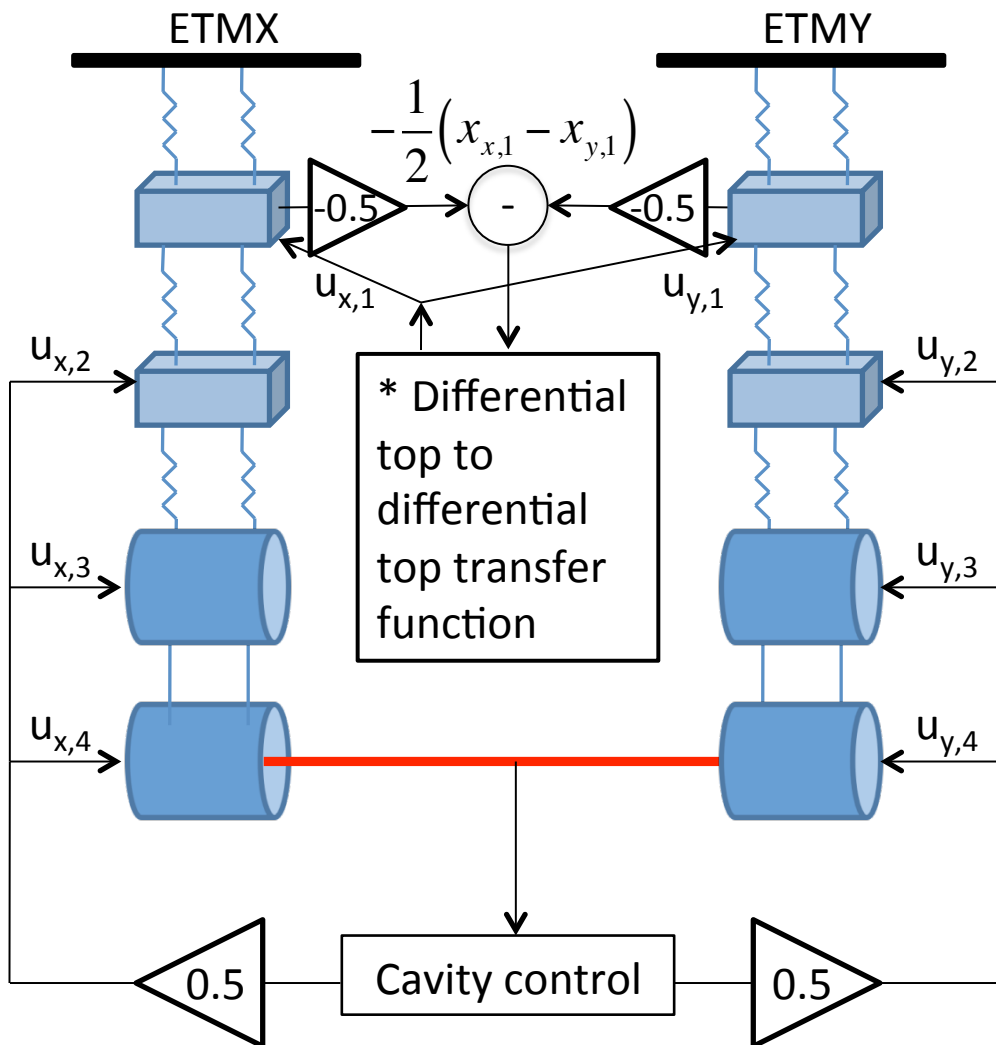 ETMX
ETMY
-\frac{1}{2}(x_{x,1} - x_{y,1})
-0.5
-
-0.5
u_{x,1}
u_{y,1}
u_{x,2}
u_{y,2}
* Differential
top to
differential
top transfer
function
u_{x,3}
u_{y,3}
u_{x,4}
u_{y,4}
0.5
Cavity control
0.5